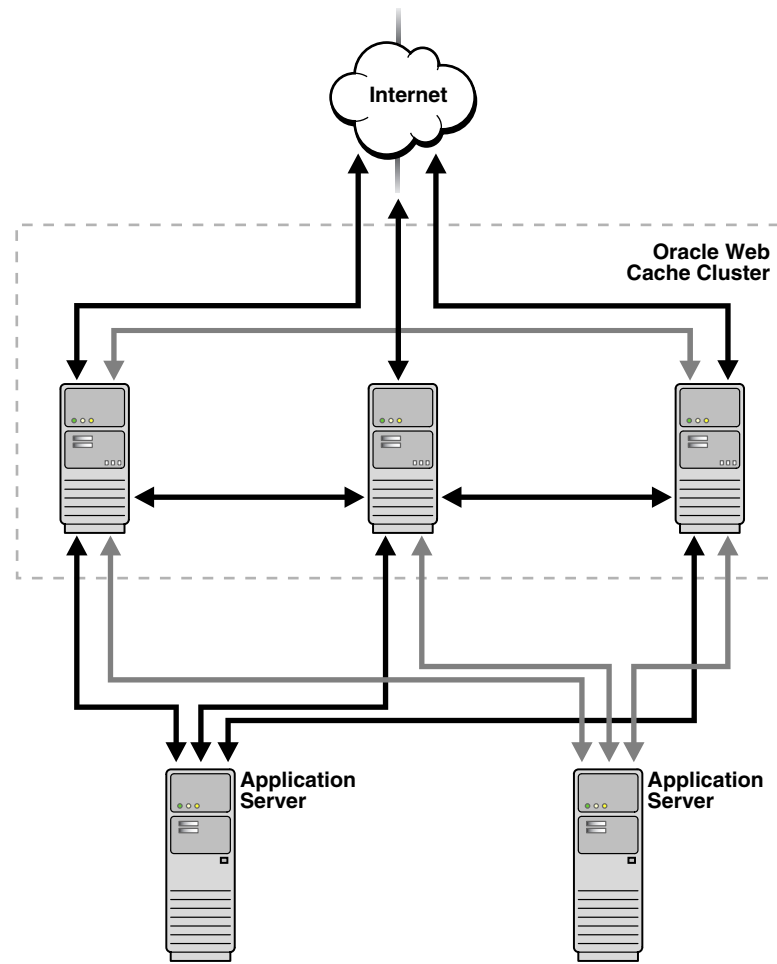 Internet
Oracle Web
Cache Cluster
Application
Server
Application
Server